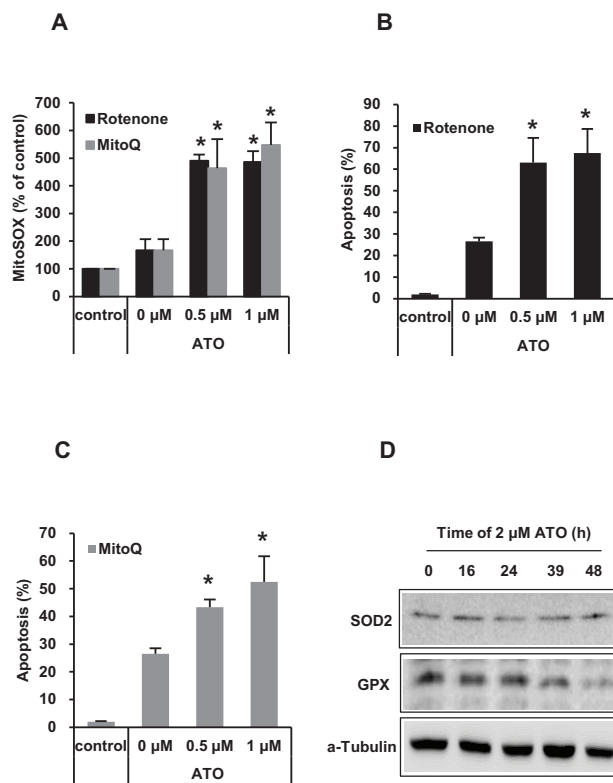 A
MitoSOX (% of control)
700
600
500
400
300
200
100
0
Rotenone
MitoQ
* * * *
control 0 µM 0.5 µM 1 µM
ATO
B
Apoptosis (%)
90
80
70
60
50
40
30
20
10
0
Rotenone
* *
control 0 µM 0.5 µM 1 µM
ATO
C
Apoptosis (%)
70
60
50
40
30
20
10
0
MitoQ
* *
control 0 µM 0.5 µM 1 µM
ATO
D
Time of 2 µM ATO (h)
0 16 24 39 48
SOD2
GPX
a-Tubulin